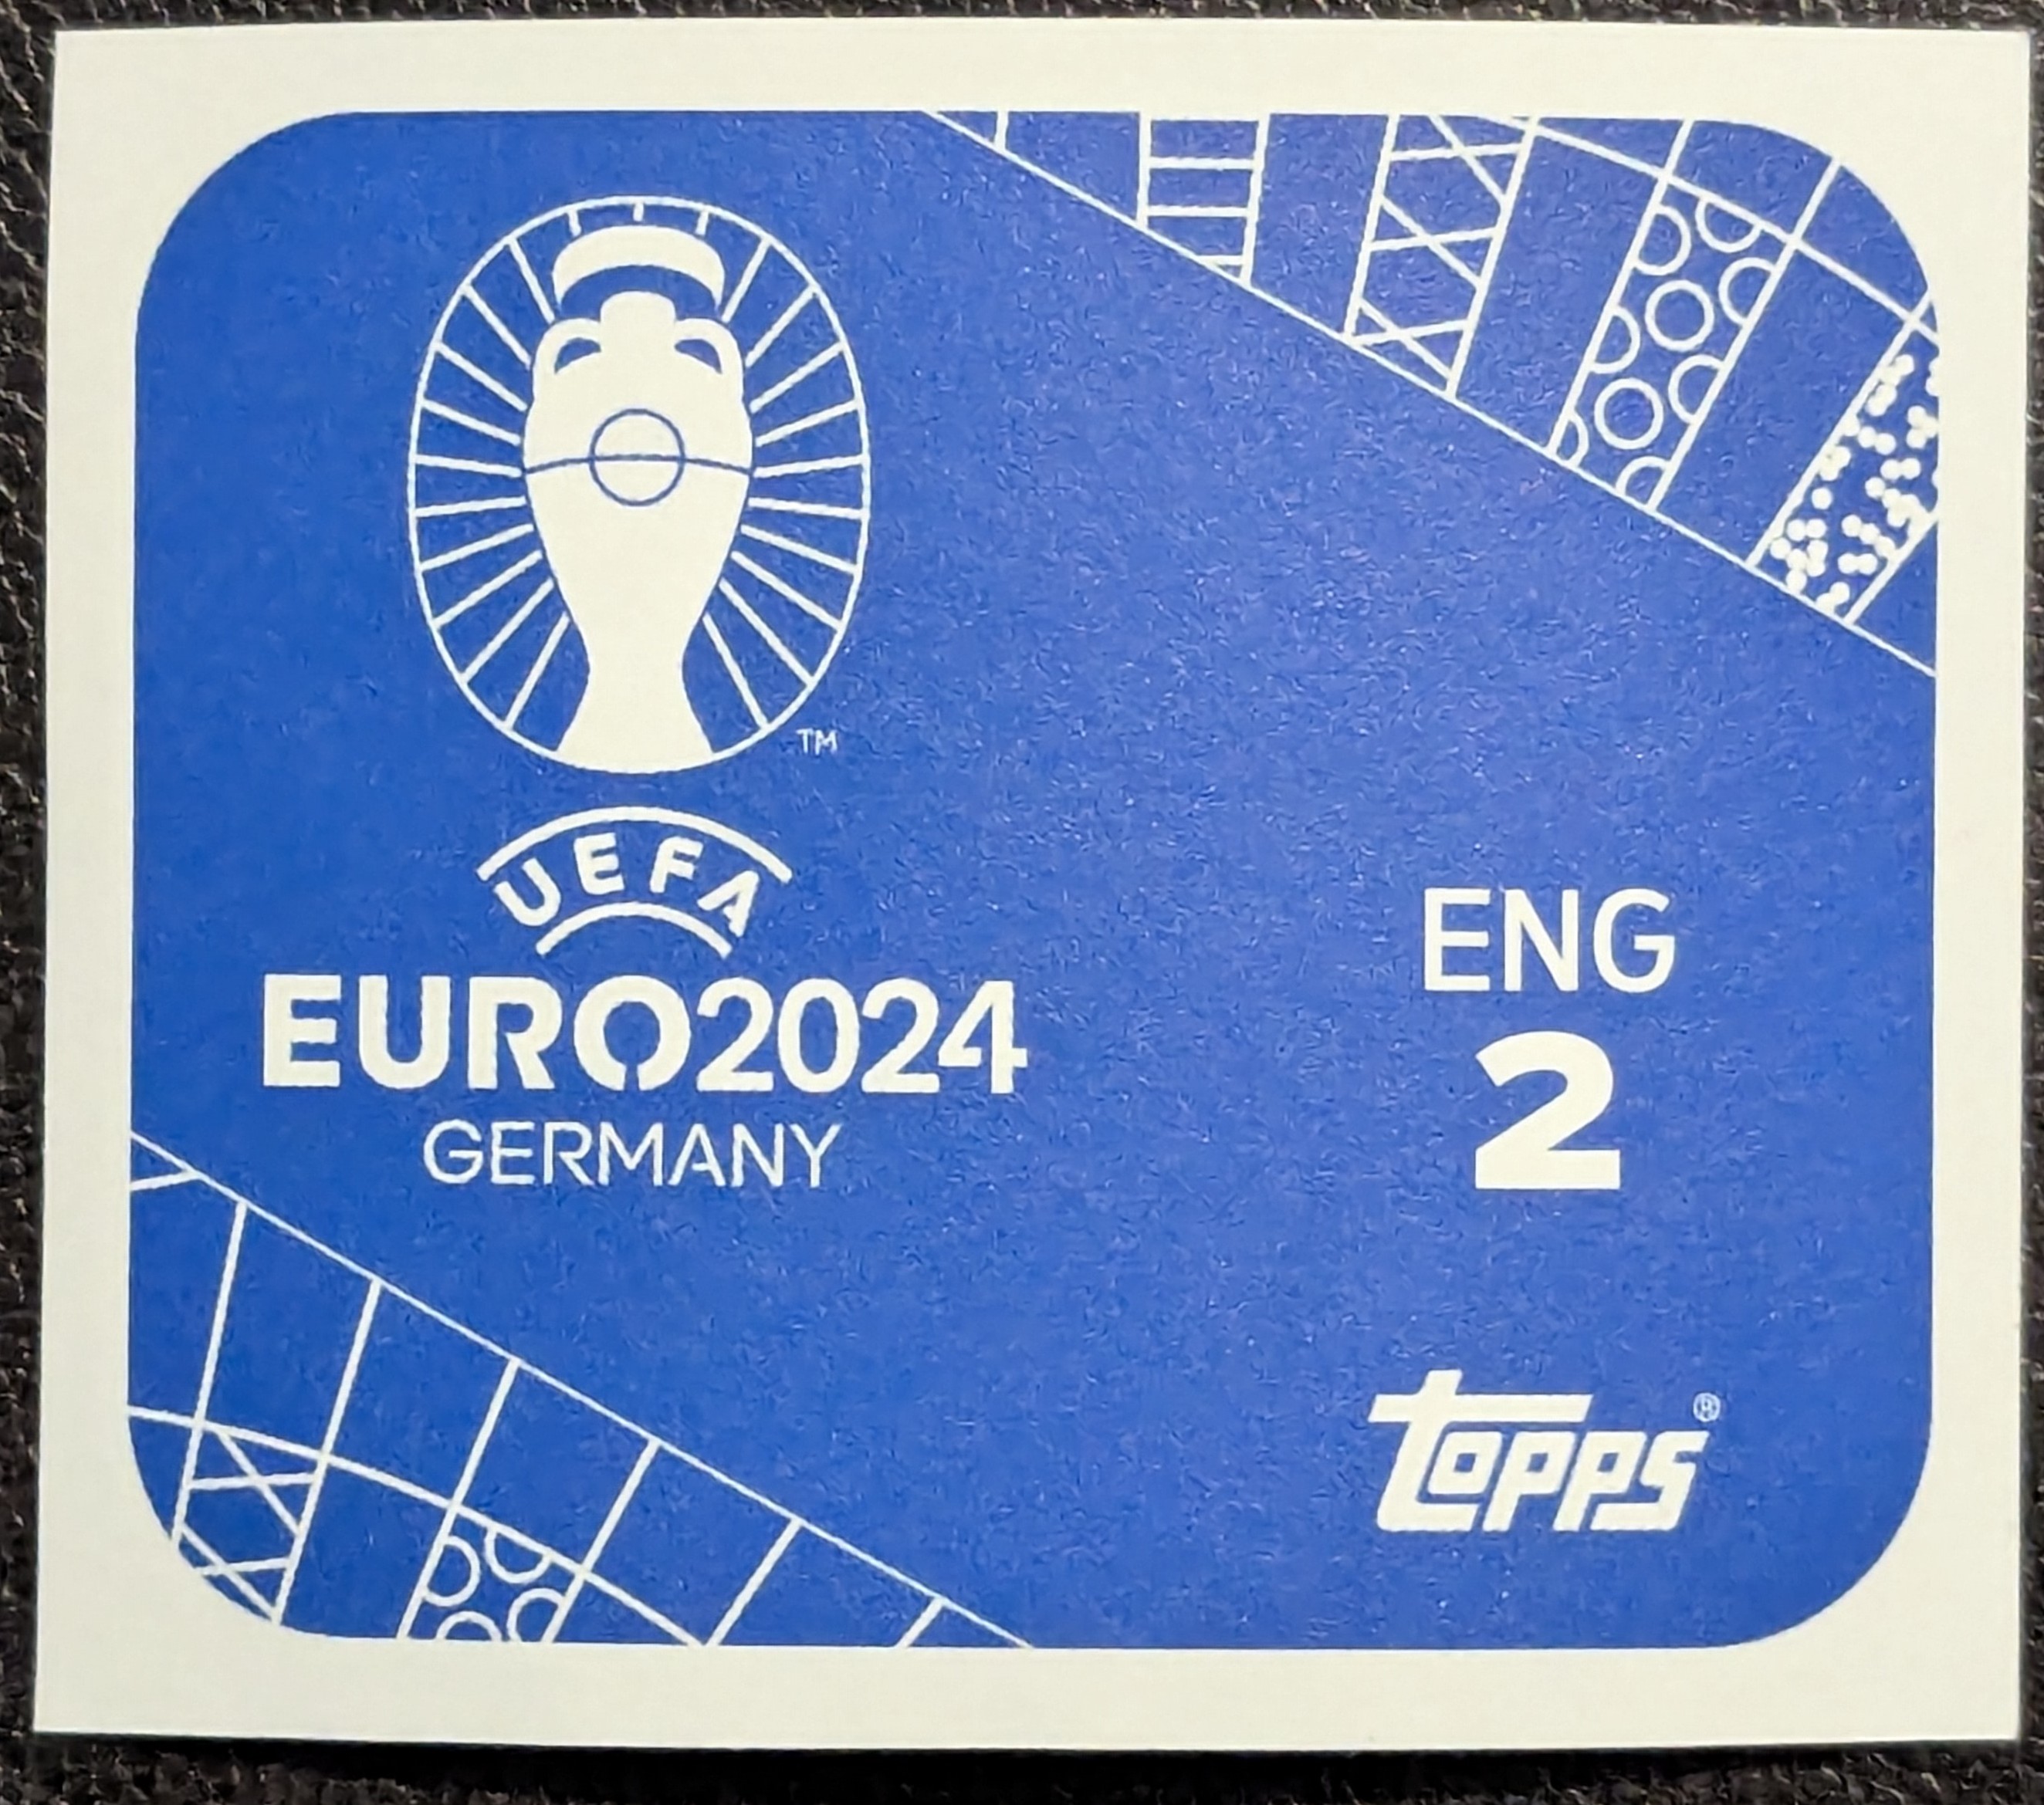 TM
UEFA
EURO2024
GERMANY
ENG
2
topps®